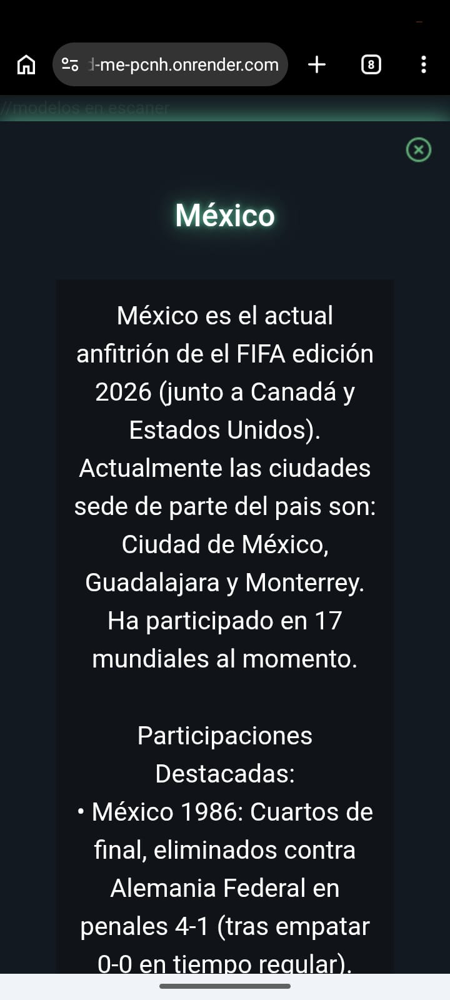 d-me-pcnh.onrender.com
8
//modelos en escaner
México
México es el actual
anfitrión de el FIFA edición
2026 (junto a Canadá y
Estados Unidos).
Actualmente las ciudades
sede de parte del pais son:
Ciudad de México,
Guadalajara y Monterrey.
Ha participado en 17
mundiales al momento.
Participaciones
Destacadas:
• México 1986: Cuartos de
final, eliminados contra
Alemania Federal en
penales 4-1 (tras empatar
0-0 en tiempo regular).